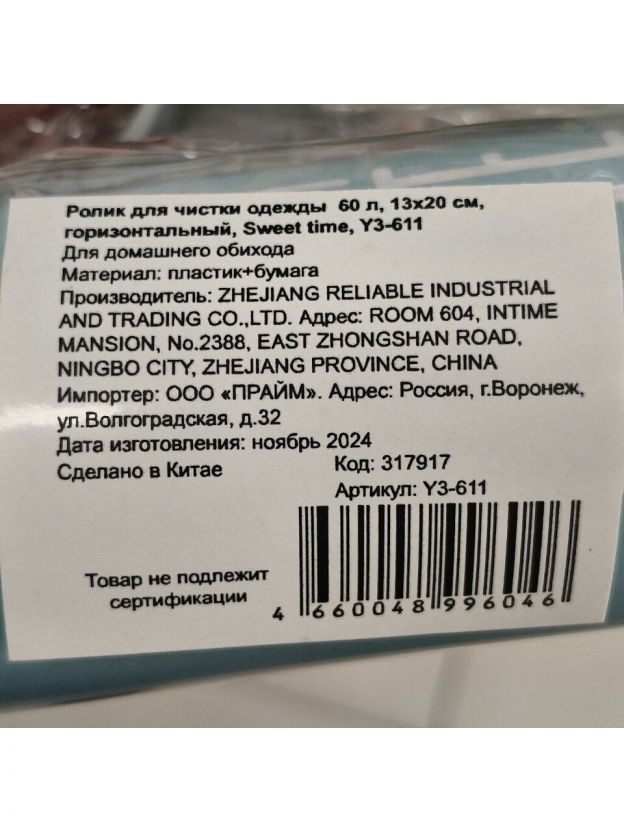 Ролик для чистки одежды 60 л, 13х20 см,
горизонтальный, Sweet time, Y3-611
Для домашнего обихода
Материал: пластик+бумага
Производитель: ZHEJIANG RELIABLE INDUSTRIAL
AND TRADING CO.,LTD. Адрес: ROOM 604, INTIME
MANSION, No.2388, EAST ZHONGSHAN ROAD,
NINGBO CITY, ZHEJIANG PROVINCE, CHINA
Импортер: ООО «ПРАЙМ». Адрес: Россия, г.Воронеж,
ул.Волгоградская, д.32
Дата изготовления: ноябрь 2024
Сделано в Китае
Код: 317917
Артикул: Y3-611
Товар не подлежит
сертификации
4 660048 996046